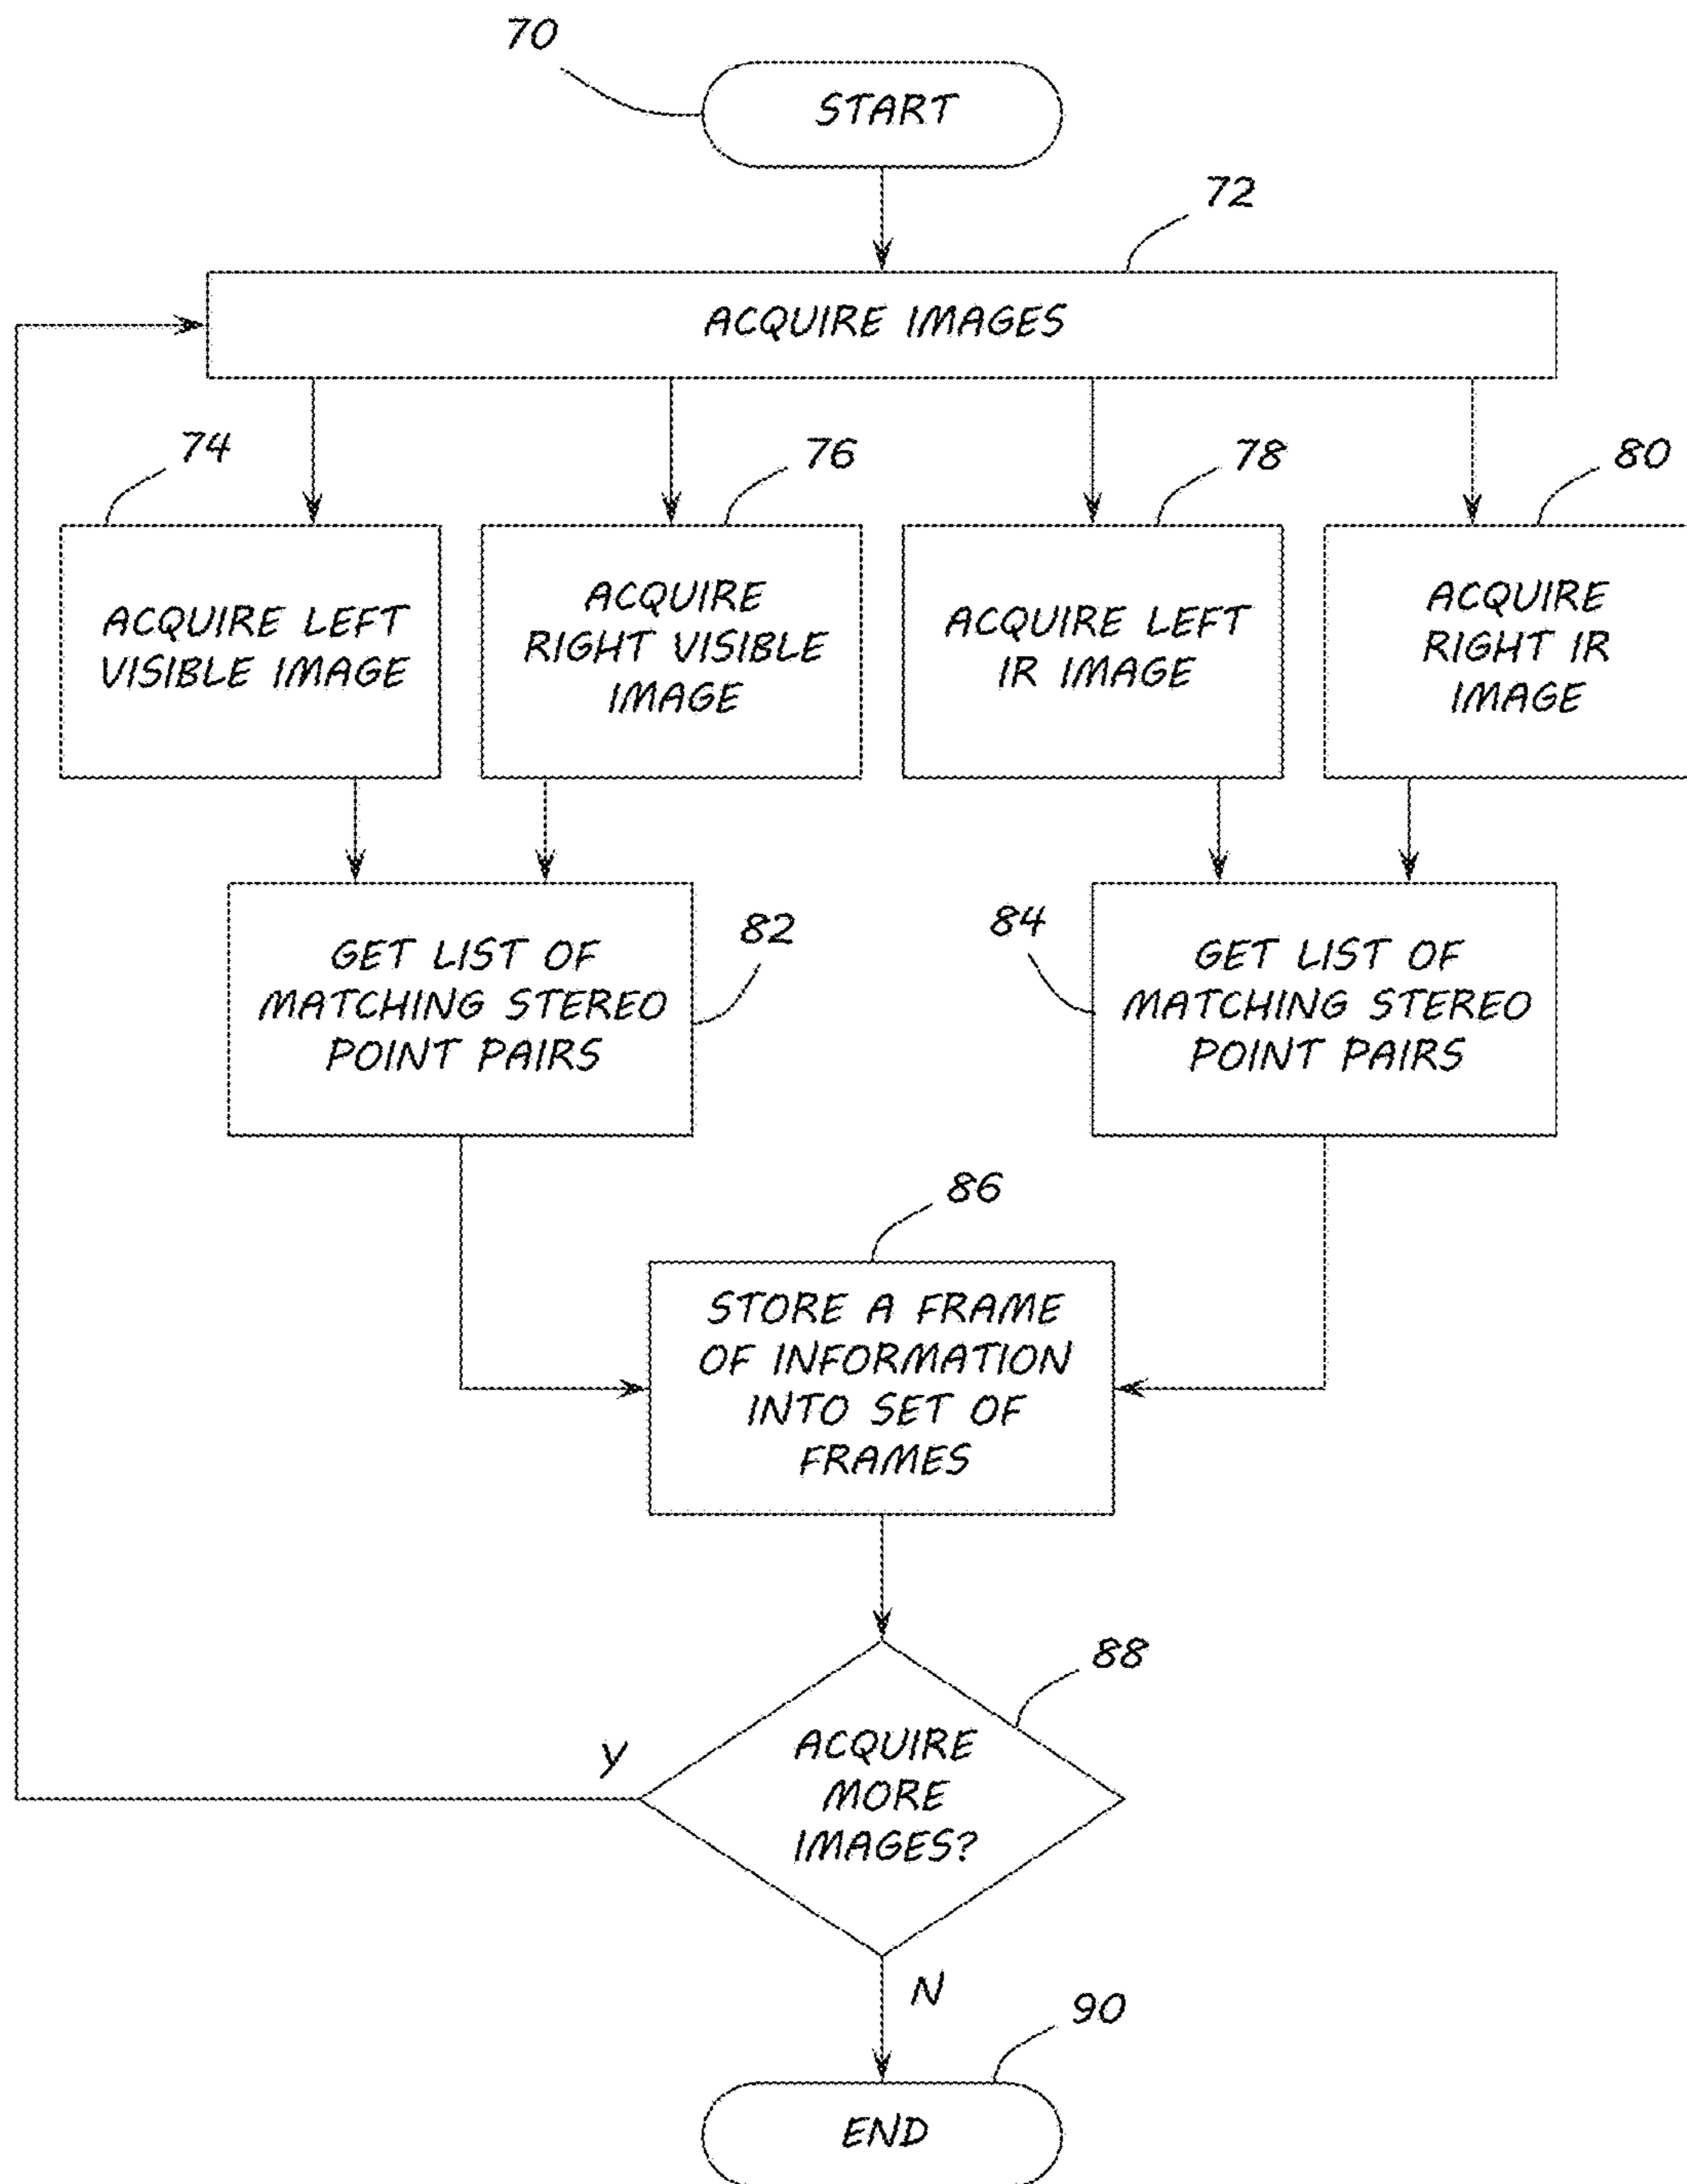 70
START
72
ACQUIRE IMAGES
74
76
78
80
ACQUIRE LEFT
VISIBLE IMAGE
ACQUIRE
RIGHT VISIBLE
IMAGE
ACQUIRE LEFT
IR IMAGE
ACQUIRE
RIGHT IR
IMAGE
82
84
GET LIST OF
MATCHING STEREO
POINT PAIRS
GET LIST OF
MATCHING STEREO
POINT PAIRS
86
STORE A FRAME
OF INFORMATION
INTO SET OF
FRAMES
88
Y
ACQUIRE
MORE
IMAGES?
N
90
END